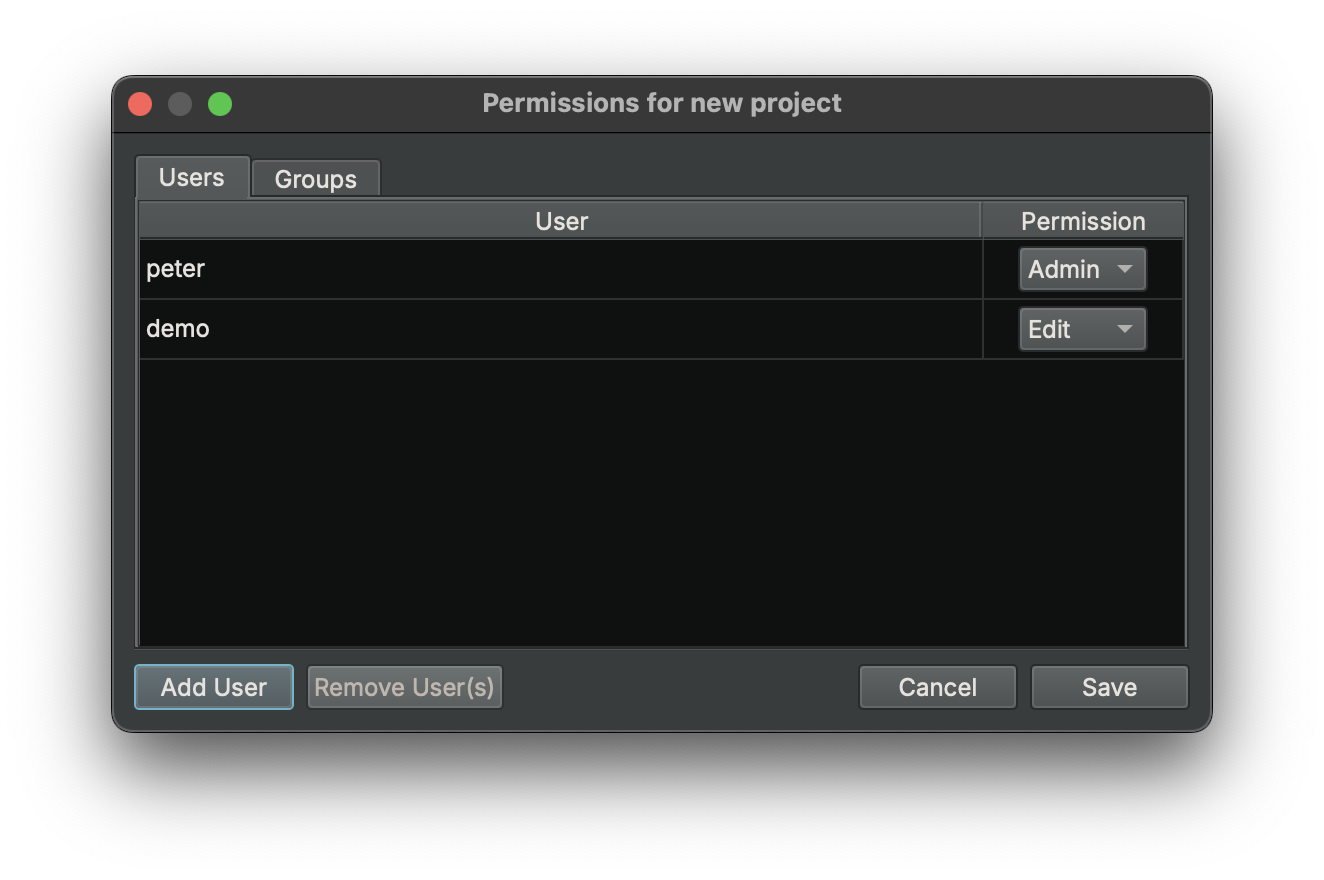 Permissions for new project
Users Groups
User Permission
peter Admin
demo Edit
Add User Remove User(s) Cancel Save